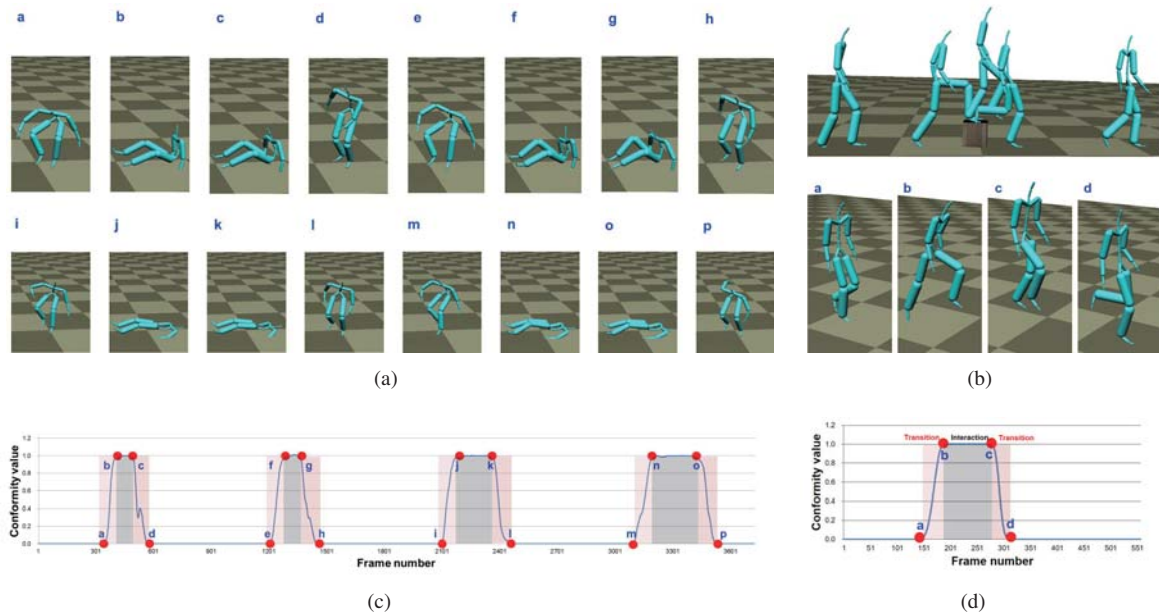 a b c d e f g h
i j k l m n o p
(a)
a b c d
(b)
Conformity value
1.2
1.0
0.8
0.6
0.4
0.2
0.0
b c f g j k n o
a d e h i l m p
1 301 601 901 1201 1501 1801 2101 2401 2701 3001 3301 3601
Frame number
(c)
Conformity value
1.2
1.0
0.8
0.6
0.4
0.2
0.0
Transition Interaction Transition
b c
a d
1 51 101 151 201 251 301 351 401 451 501 551
Frame number
(d)